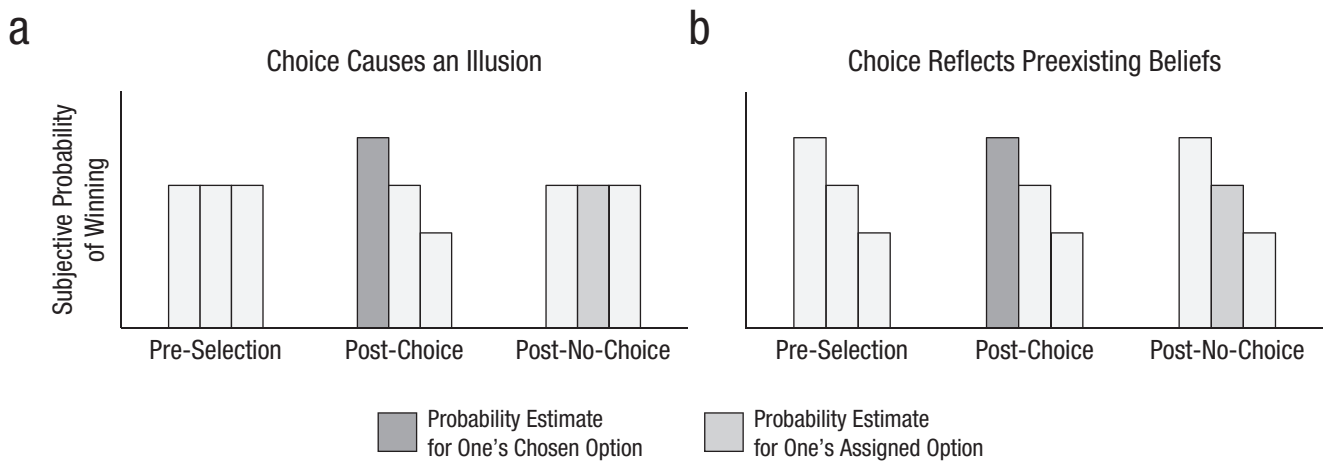 a
Choice Causes an Illusion
Subjective Probability
of Winning
Pre-Selection
Post-Choice
Post-No-Choice
b
Choice Reflects Preexisting Beliefs
Pre-Selection
Post-Choice
Post-No-Choice
Probability Estimate
for One's Chosen Option
Probability Estimate
for One's Assigned Option